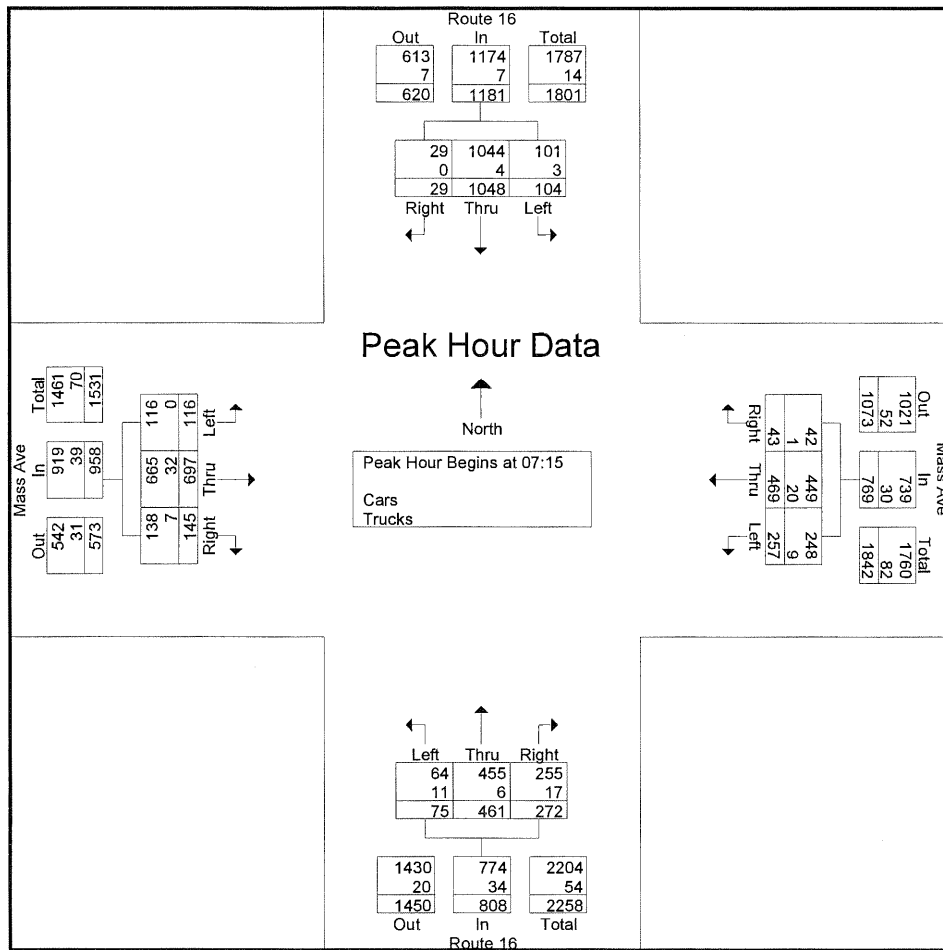 Route 16
Out In Total
613 1174 1787
7 7 14
620 1181 1801
29 1044 101
0 4 3
29 1048 104
Right Thru Left
Peak Hour Data
North
Peak Hour Begins at 07:15
Cars
Trucks
Mass Ave
Out In Total
542 919 1461
31 39 70
573 958 1531
138 665 116
7 32 0
145 697 116
Right Thru Left
Mass Ave
Out In Total
1021 739 1760
52 30 82
1073 769 1842
42 449 248
1 20 9
43 469 257
Right Thru Left
Left Thru Right
64 455 255
11 6 17
75 461 272
1430 774 2204
20 34 54
1450 808 2258
Out In Total
Route 16